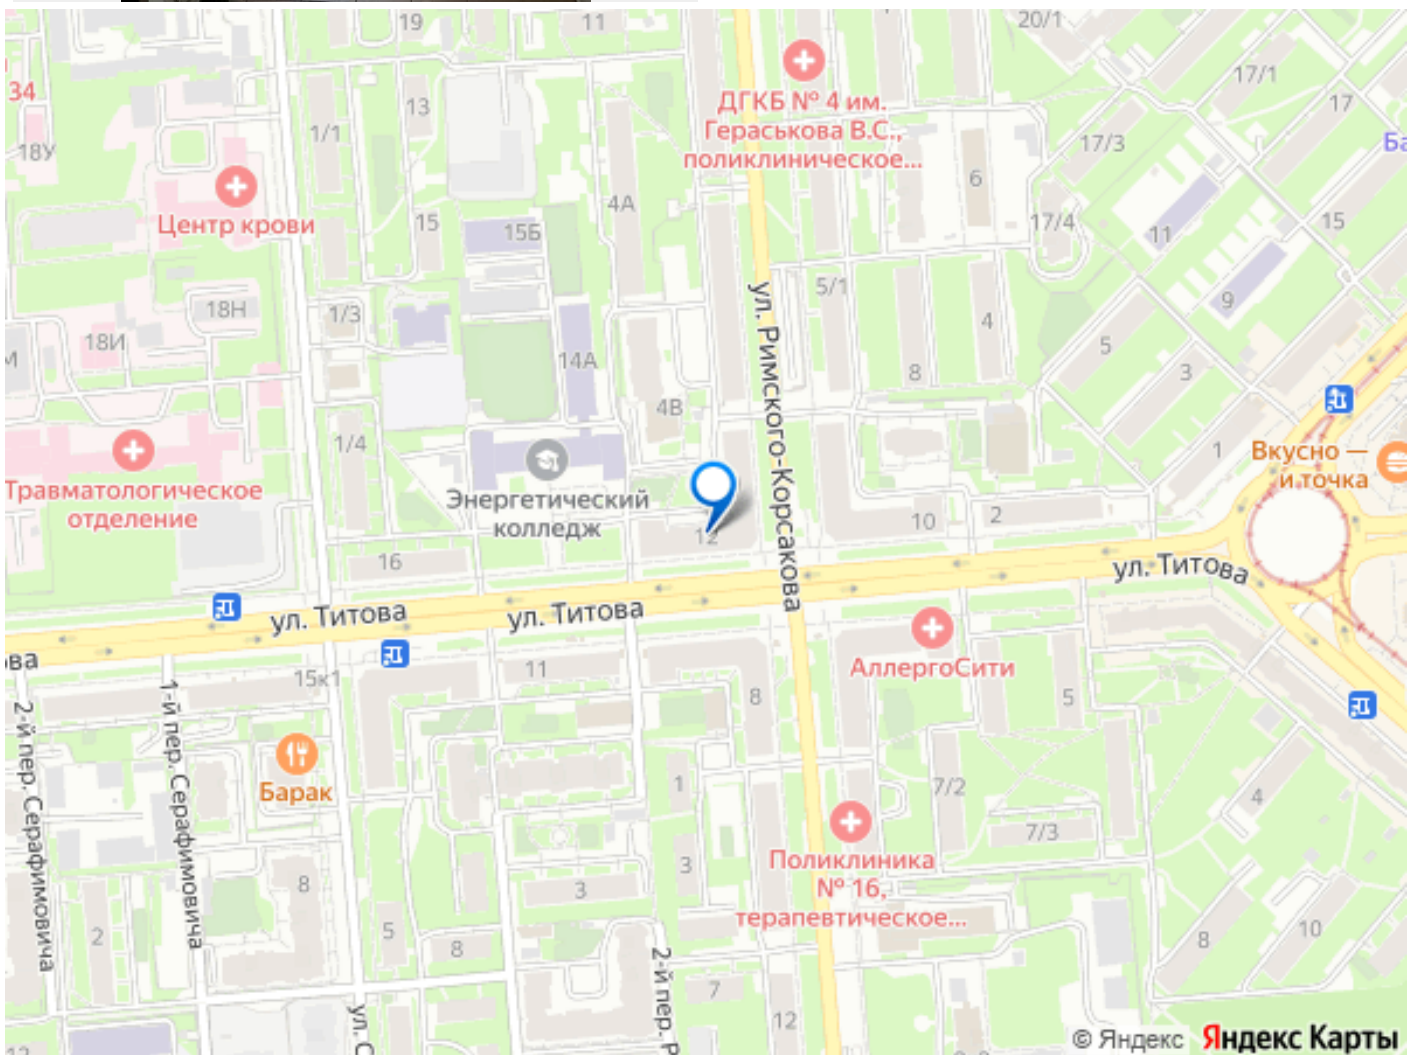 19
11
20/1
34
13
1/1
18У
17/1
17
17/3
ДГКБ № 4 им.
Гераськова В.С.,
поликлиническое...
Ба
6
4А
Центр крови
15
15Б
17/4
11
15
18Н
1/3
18И
5/1
ул. Римского-Корсакова
9
4
14А
5
3
8
4В
1/4
1
Вкусно —
и точка
Травматологическое
отделение
Энергетический
колледж
12
10
2
16
ул. Титова
ул. Титова
ул. Титова
ова
15к1
11
8
АллергоСити
5
2-й пер. Серафимовича
1-й пер. Серафимовича
Барак
1
7/2
4
7/3
Поликлиника
№ 16,
терапевтическое...
3
3
8
2
5
8
8
10
7
12
2-й пер. Р
ул. С
© Яндекс
Яндекс Карты